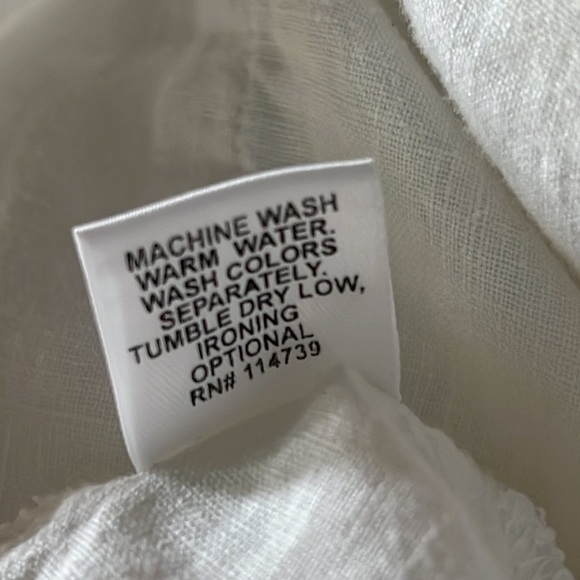 MACHINE WASH
WARM WATER.
WASH COLORS
SEPARATELY.
TUMBLE DRY LOW,
IRONING
OPTIONAL
RN# 114739